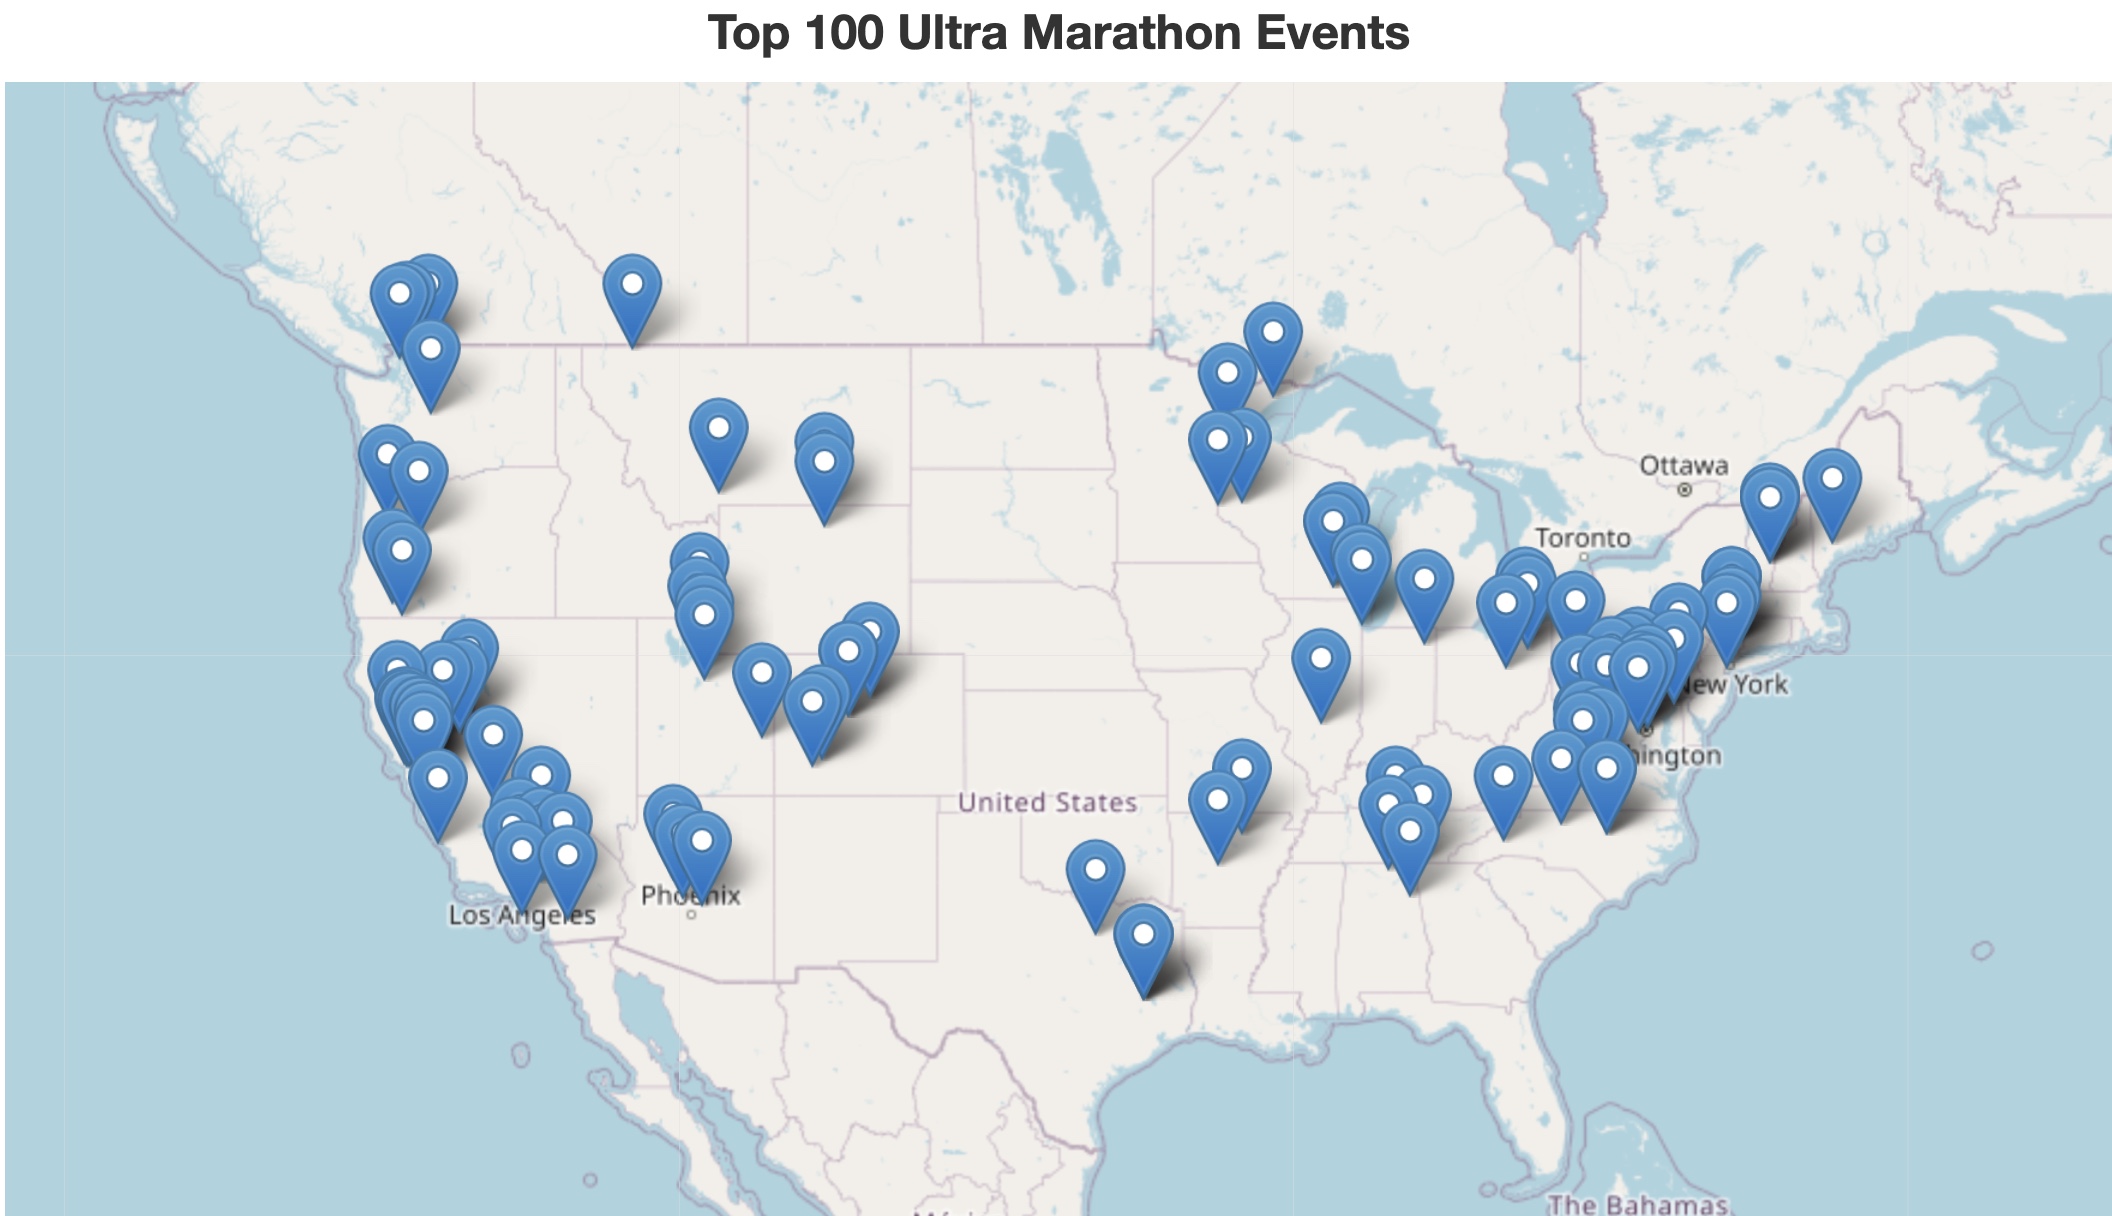 Top 100 Ultra Marathon Events
Ottawa
Toronto
New York
hington
United States
Phoenix
Los Angeles
The Bahamas